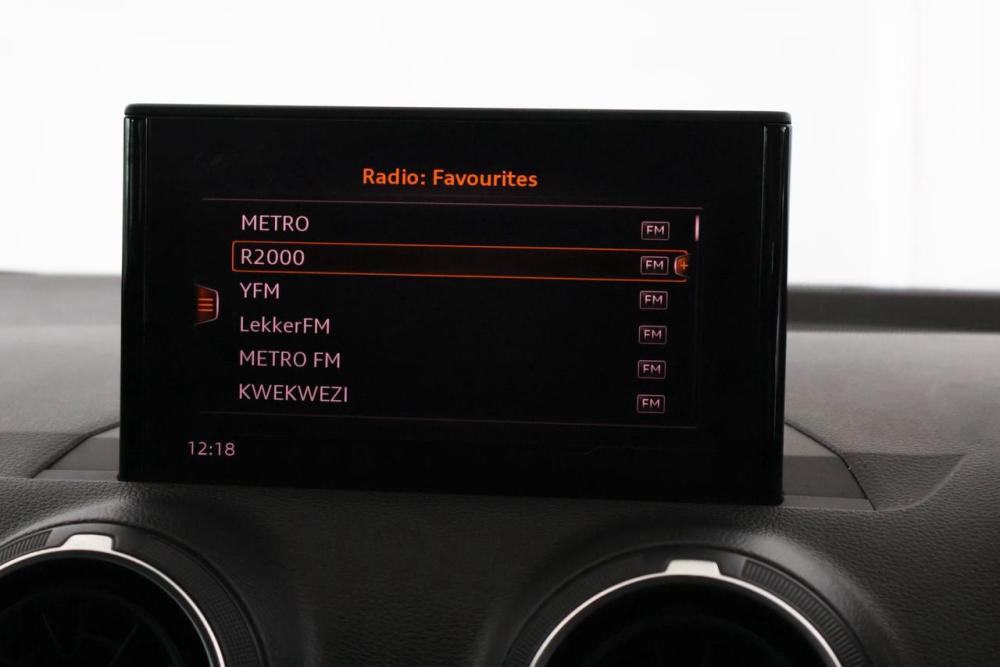 Radio: Favourites
METRO FM
R2000 FM
YFM FM
LekkerFM FM
METRO FM FM
KWEKWEZI FM
12:18